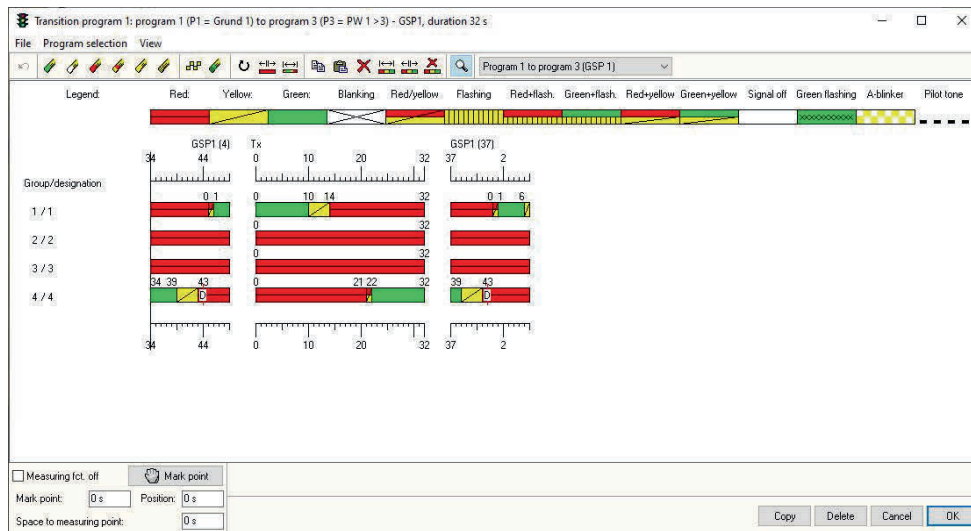 Transition program 1: program 1 (P1 = Grund 1) to program 3 (P3 = PW 1 >3) - GSP1, duration 32 s
File Program selection View
Program 1 to program 3 (GSP 1)
Legend: Red: Yellow: Green: Blanking Red/yellow Flashing Red+flash. Green+flash. Red+yellow Green+yellow Signal off Green flashing A-blinker Pilot tone
GSP1 (4) Tx GSP1 (37)
34 44 0 10 20 32 37 2
Group/designation
0 1 0 10 14 32 0 1 6
1 / 1
0 32
2 / 2
0 32
3 / 3
34 39 43 0 21 22 32 39 43
4 / 4 D D
34 44 0 10 20 32 37 2
Measuring fct. off Mark point
Mark point: 0 s Position: 0 s
Space to measuring point: 0 s
Copy Delete Cancel OK